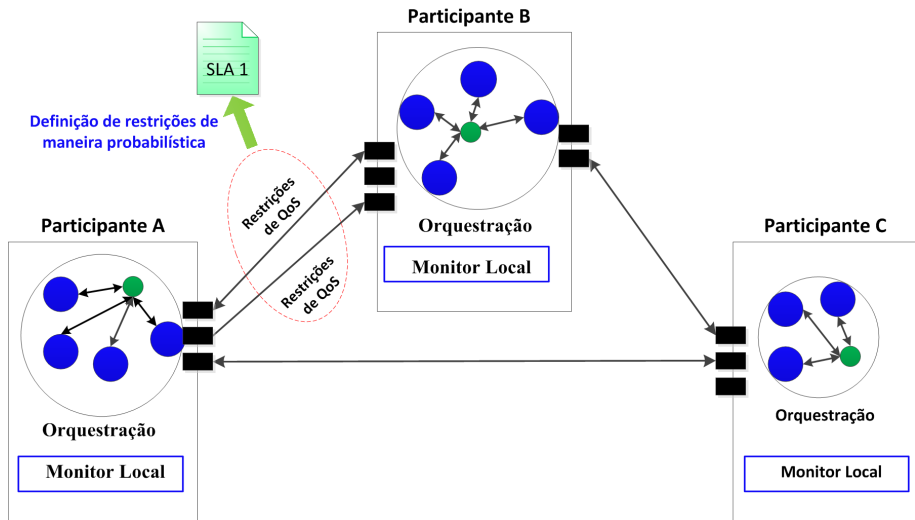 Participante B
SLA 1
Definição de restrições de
maneira probabilística
Restrições
de QoS
Restrições
de QoS
Orquestração
Monitor Local
Participante A
Orquestração
Monitor Local
Participante C
Orquestração
Monitor Local